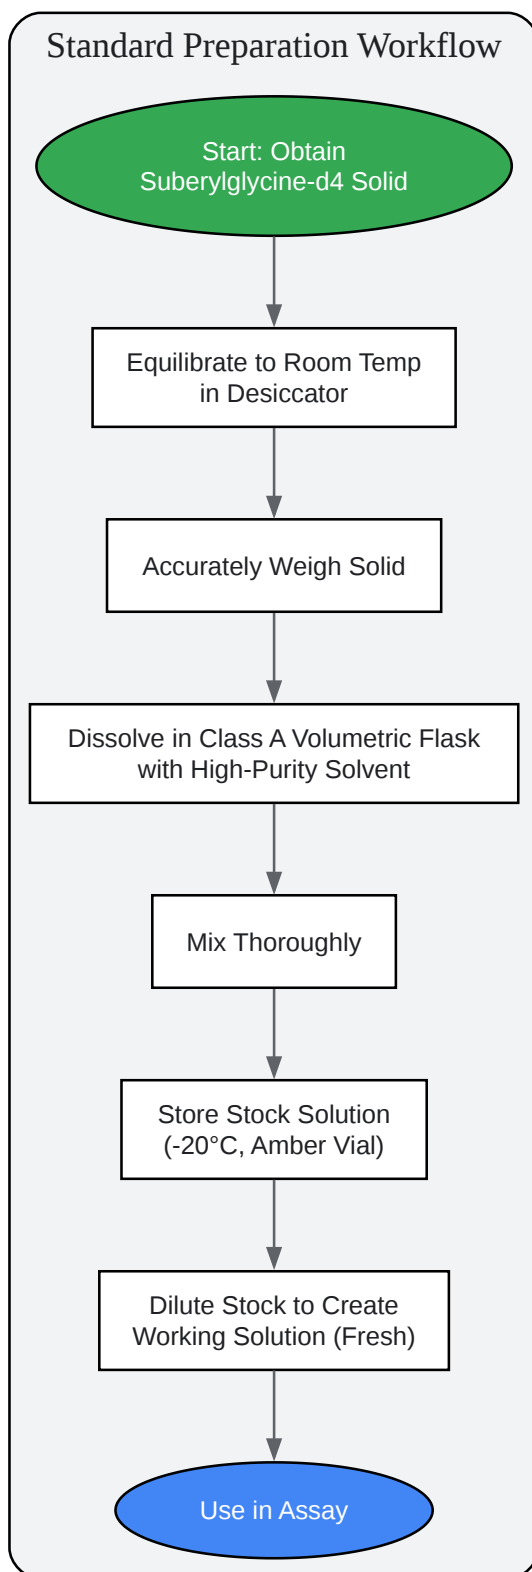 Standard Preparation Workflow
Start: Obtain
Suberylglycine-d4 Solid
Equilibrate to Room Temp
in Desiccator
Accurately Weigh Solid
Dissolve in Class A Volumetric Flask
with High-Purity Solvent
Mix Thoroughly
Store Stock Solution
(-20°C, Amber Vial)
Dilute Stock to Create
Working Solution (Fresh)
Use in Assay